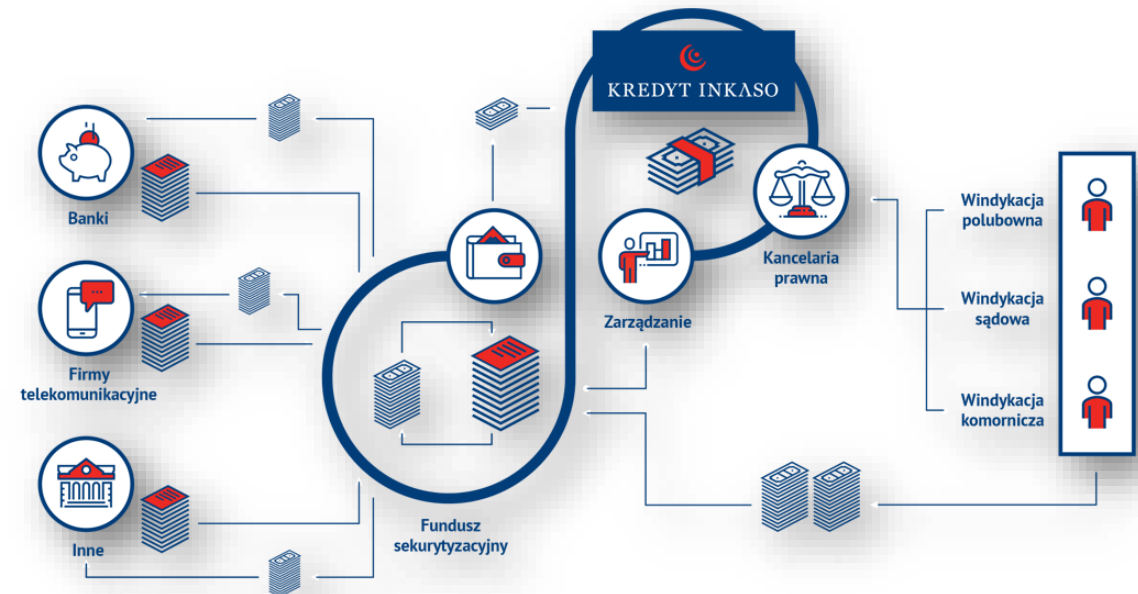 KREDYT INKASO
Banki
Firmy
telekomunikacyjne
Inne
Fundusz
sekurytyzacyjny
Zarządzanie
Kancelaria
prawna
Windykacja
polubowna
Windykacja
sądowa
Windykacja
komornicza